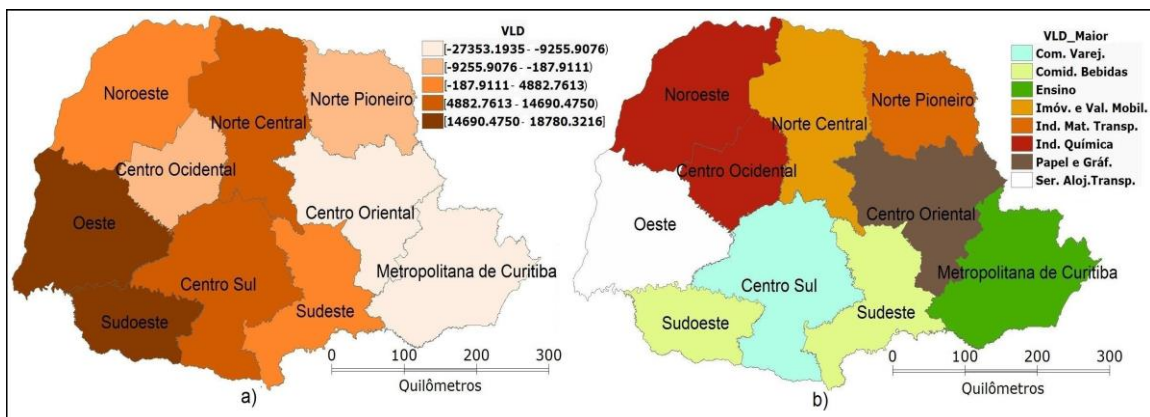 VLD
[-27353.1935 - -9255.9076)
[-9255.9076 - -187.9111)
[-187.9111 - 4882.7613)
[4882.7613 - 14690.4750)
[14690.4750 - 18780.3216]
Noroeste
Norte Central
Norte Pioneiro
Centro Ocidental
Oeste
Centro Oriental
Centro Sul
Metropolitana de Curitiba
Sudoeste
Sudeste
0 100 200 300
Quilômetros
a)
VLD_Maior
Com. Varej.
Comid. Bebidas
Ensino
Imóv. e Val. Mobil.
Ind. Mat. Transp.
Ind. Química
Papel e Gráf.
Ser. Aloj.Transp.
Noroeste
Norte Central
Norte Pioneiro
Centro Ocidental
Oeste
Centro Oriental
Centro Sul
Metropolitana de Curitiba
Sudoeste
Sudeste
0 100 200 300
Quilômetros
b)